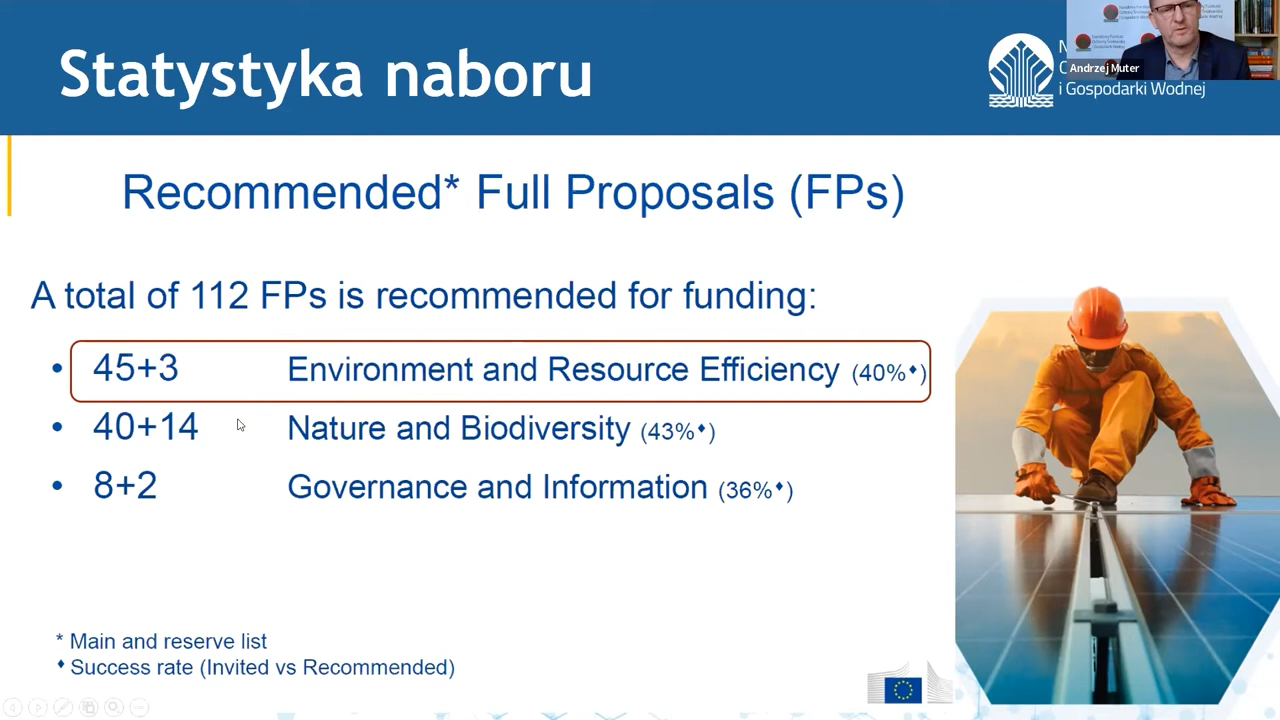 Statystyka naboru
N
O
i Gospodarki Wodnej
Andrzej Muter
Recommended* Full Proposals (FPs)
A total of 112 FPs is recommended for funding:
• 45+3 Environment and Resource Efficiency (40%♦)
• 40+14 Nature and Biodiversity (43%♦)
• 8+2 Governance and Information (36%♦)
* Main and reserve list
♦ Success rate (Invited vs Recommended)